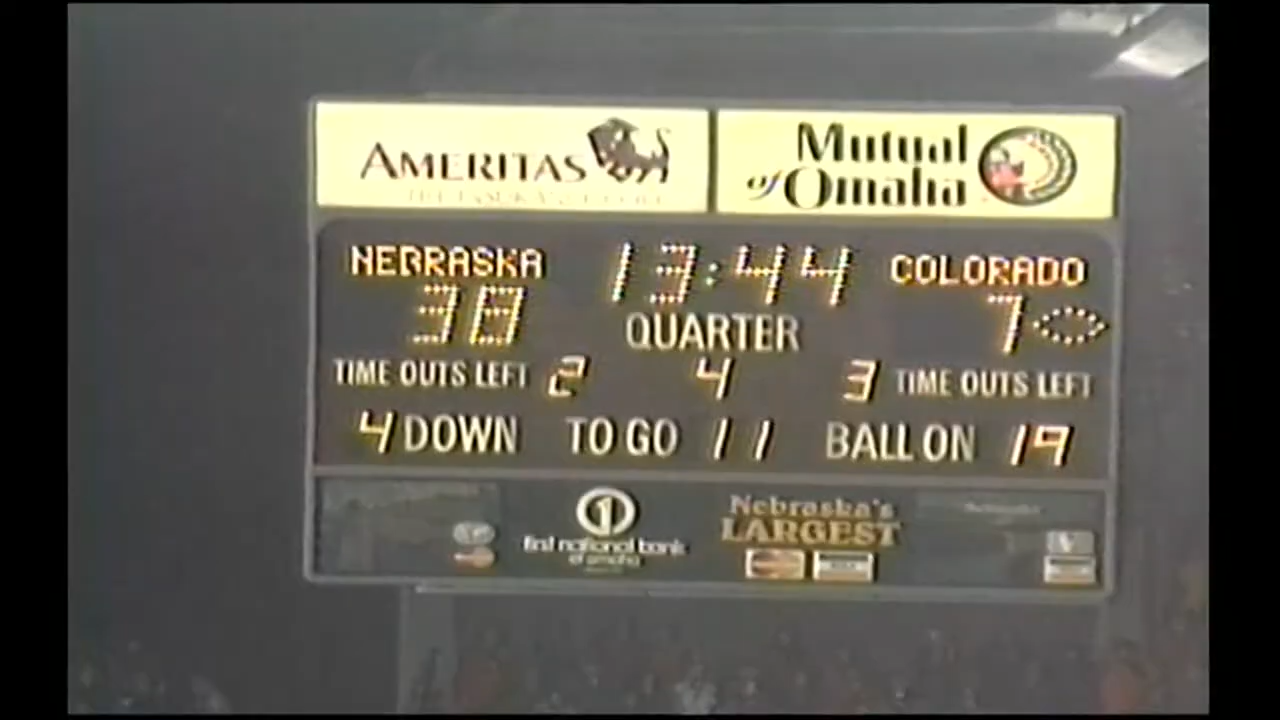 AMERITAS
Mutual
of Omaha
NEBRASKA 13:44 COLORADO
38 QUARTER 7
TIME OUTS LEFT 2 4 3 TIME OUTS LEFT
4 DOWN TO GO 11 BALL ON 19
1
first national bank
of omaha
Nebraska's
LARGEST